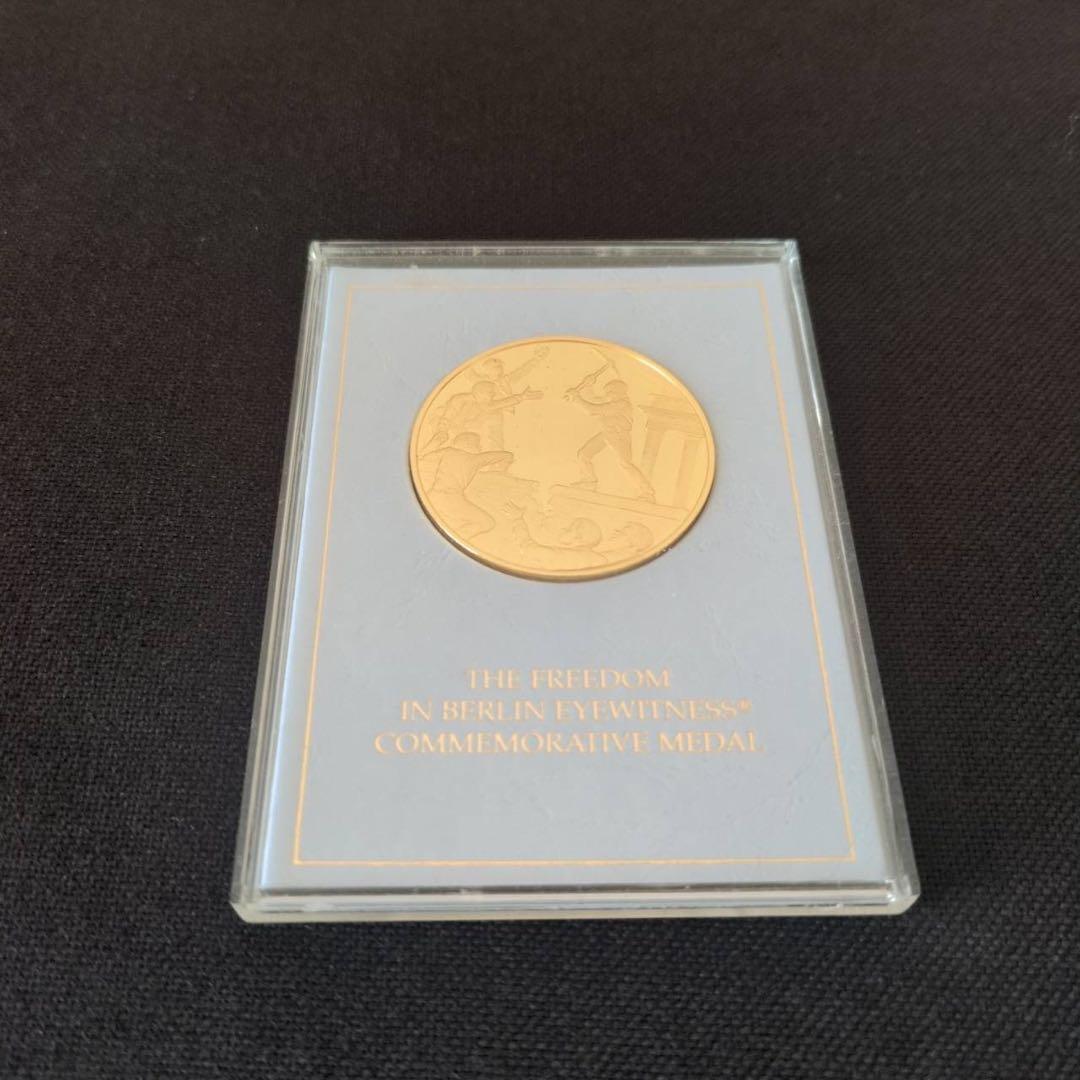 THE FREEDOM
IN BERLIN EYEWITNESS®
COMMEMORATIVE MEDAL